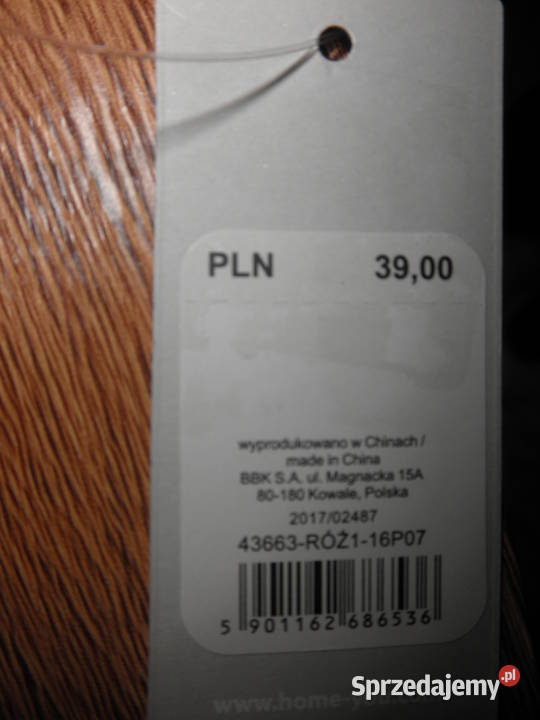 PLN 39,00
wyprodukowano w Chinach /
made in China
BBK S.A. ul. Magnacka 15A
80-180 Kowale, Polska
2017/02487
43663-RÓŻ1-16P07
5 901162 686536
Sprzedajemy.pl